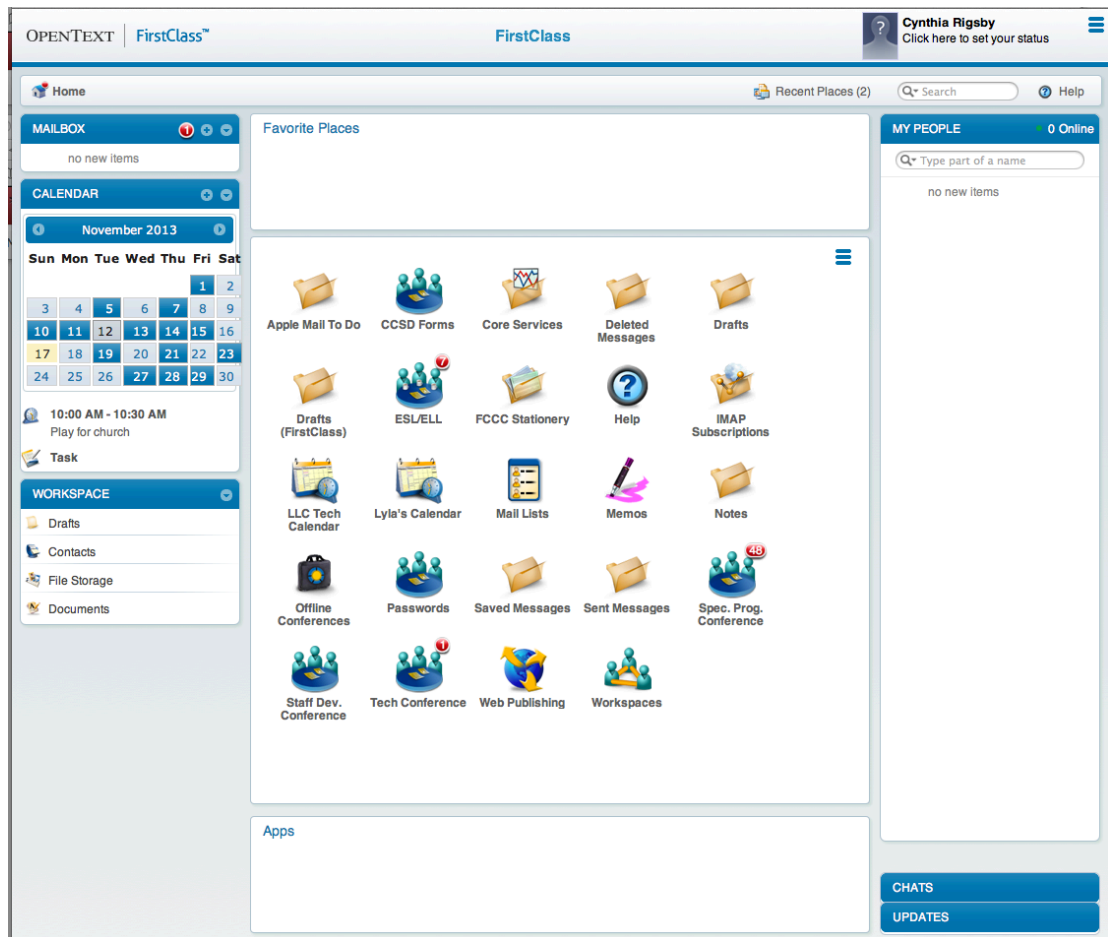 OPENTEXT FirstClass™
FirstClass
?
Cynthia Rigsby
Click here to set your status
Home
Recent Places (2)
Search
? Help
MAILBOX 1
no new items
CALENDAR
November 2013
Sun Mon Tue Wed Thu Fri Sat
1 2
3 4 5 6 7 8 9
10 11 12 13 14 15 16
17 18 19 20 21 22 23
24 25 26 27 28 29 30
10:00 AM - 10:30 AM
Play for church
Task
WORKSPACE
Drafts
Contacts
File Storage
Documents
Favorite Places
Apple Mail To Do
CCSD Forms
Core Services
Deleted
Messages
Drafts
Drafts
(FirstClass)
7
ESL/ELL
FCCC Stationery
?
Help
IMAP
Subscriptions
LLC Tech
Calendar
Lyla's Calendar
Mail Lists
Memos
Notes
Offline
Conferences
Passwords
Saved Messages
Sent Messages
48
Spec. Prog.
Conference
Staff Dev.
Conference
1
Tech Conference
Web Publishing
Workspaces
Apps
MY PEOPLE 0 Online
Type part of a name
no new items
CHATS
UPDATES